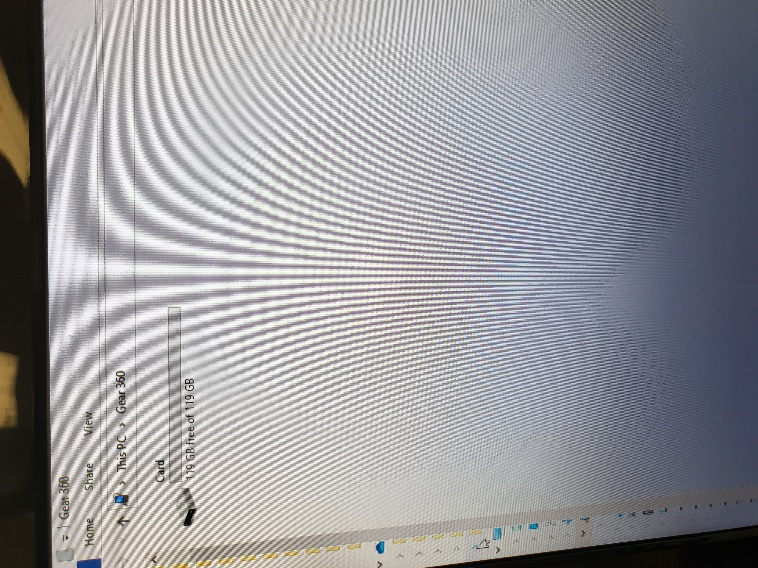 Gear 360
Home Share View
This PC > Gear 360
Card
119 GB free of 119 GB